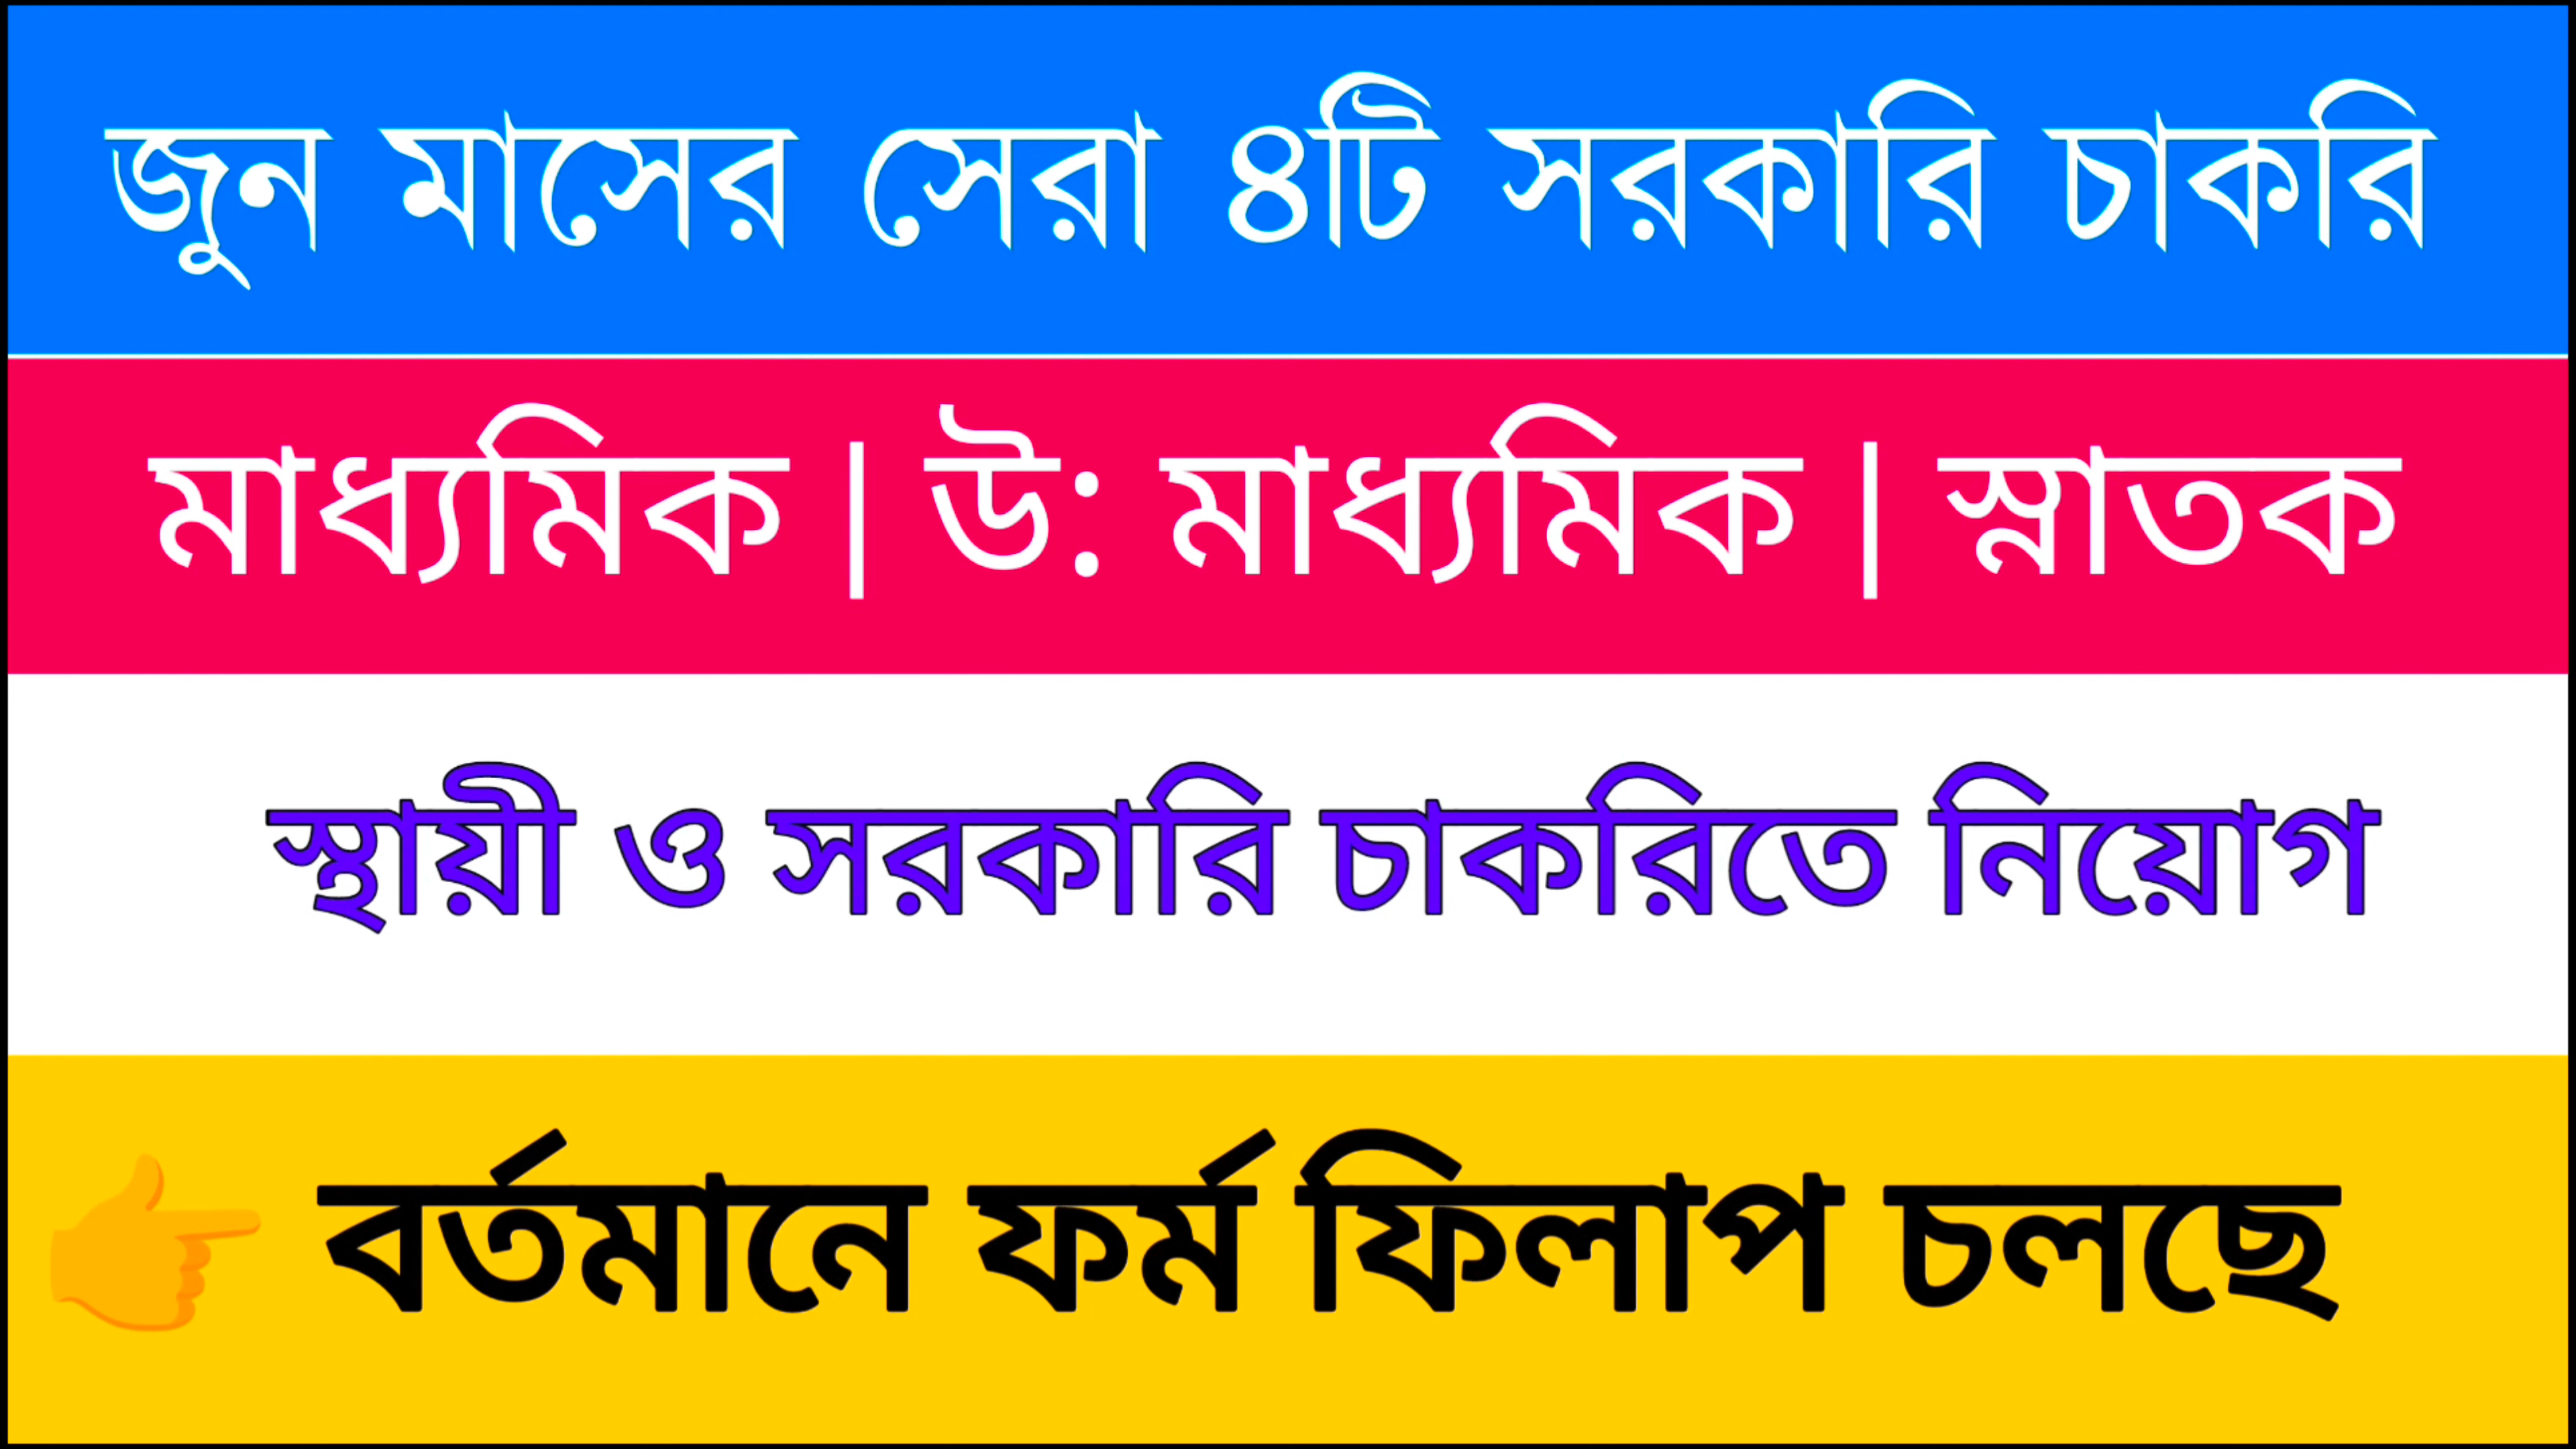 জুন মাসের সেরা ৪টি সরকারি চাকরি
মাধ্যমিক | উ: মাধ্যমিক | স্নাতক
স্থায়ী ও সরকারি চাকরিতে নিয়োগ
👉 বর্তমানে ফর্ম ফিলাপ চলছে